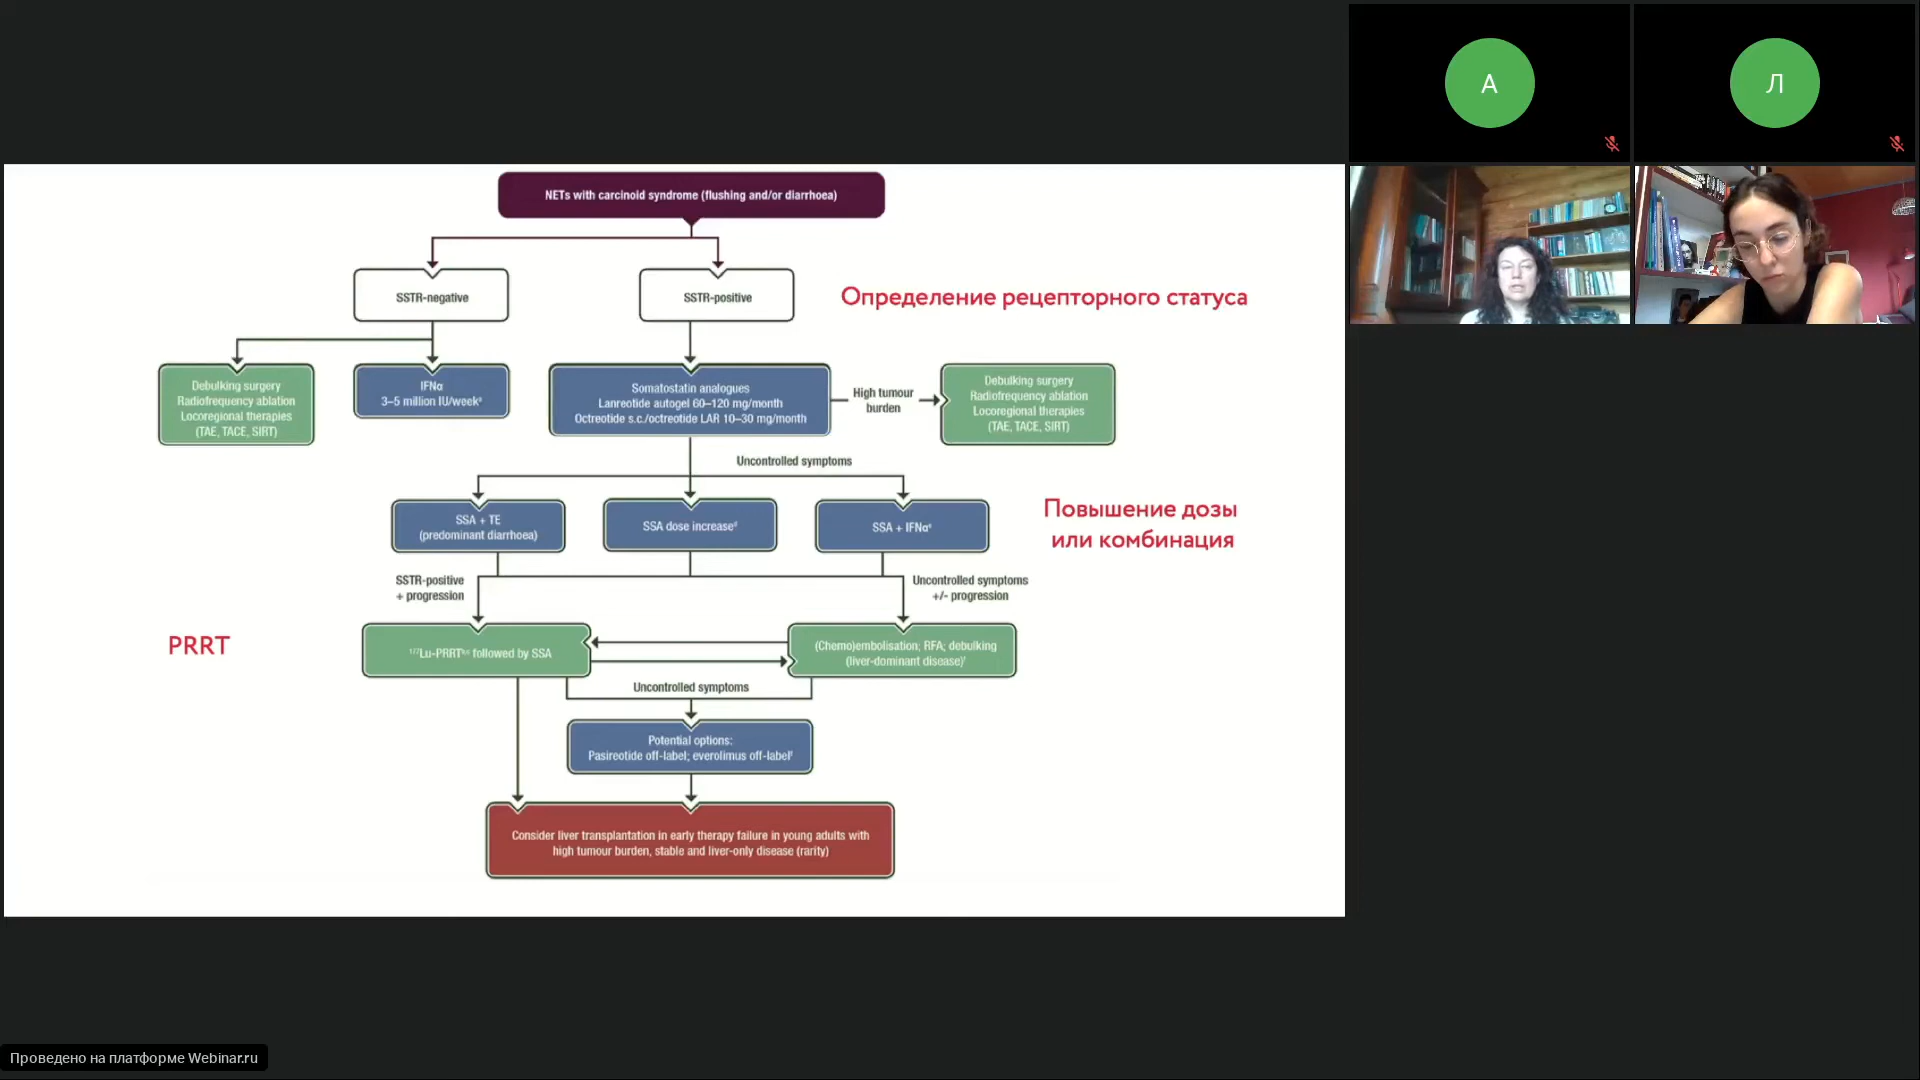 А
Л
NETs with carcinoid syndrome (flushing and/or diarrhoea)
SSTR-negative
SSTR-positive
Определение рецепторного статуса
Debulking surgery
Radiofrequency ablation
Locoregional therapies
(TAE, TACE, SIRT)
IFNα
3–5 million IU/weekᵃ
Somatostatin analogues
Lanreotide autogel 60–120 mg/month
Octreotide s.c./octreotide LAR 10–30 mg/month
High tumour
burden
Debulking surgery
Radiofrequency ablation
Locoregional therapies
(TAE, TACE, SIRT)
Uncontrolled symptoms
SSA + TE
(predominant diarrhoea)
SSA dose increaseᵈ
SSA + IFNα
Повышение дозы
или комбинация
SSTR-positive
+ progression
Uncontrolled symptoms
+/- progression
PRRT
¹⁷⁷Lu-PRRT followed by SSA
(Chemo)embolisation; RFA; debulking
(liver-dominant disease)
Uncontrolled symptoms
Potential options:
Pasireotide off-label; everolimus off-label
Consider liver transplantation in early therapy failure in young adults with
high tumour burden, stable and liver-only disease (rarity)
Проведено на платформе Webinar.ru